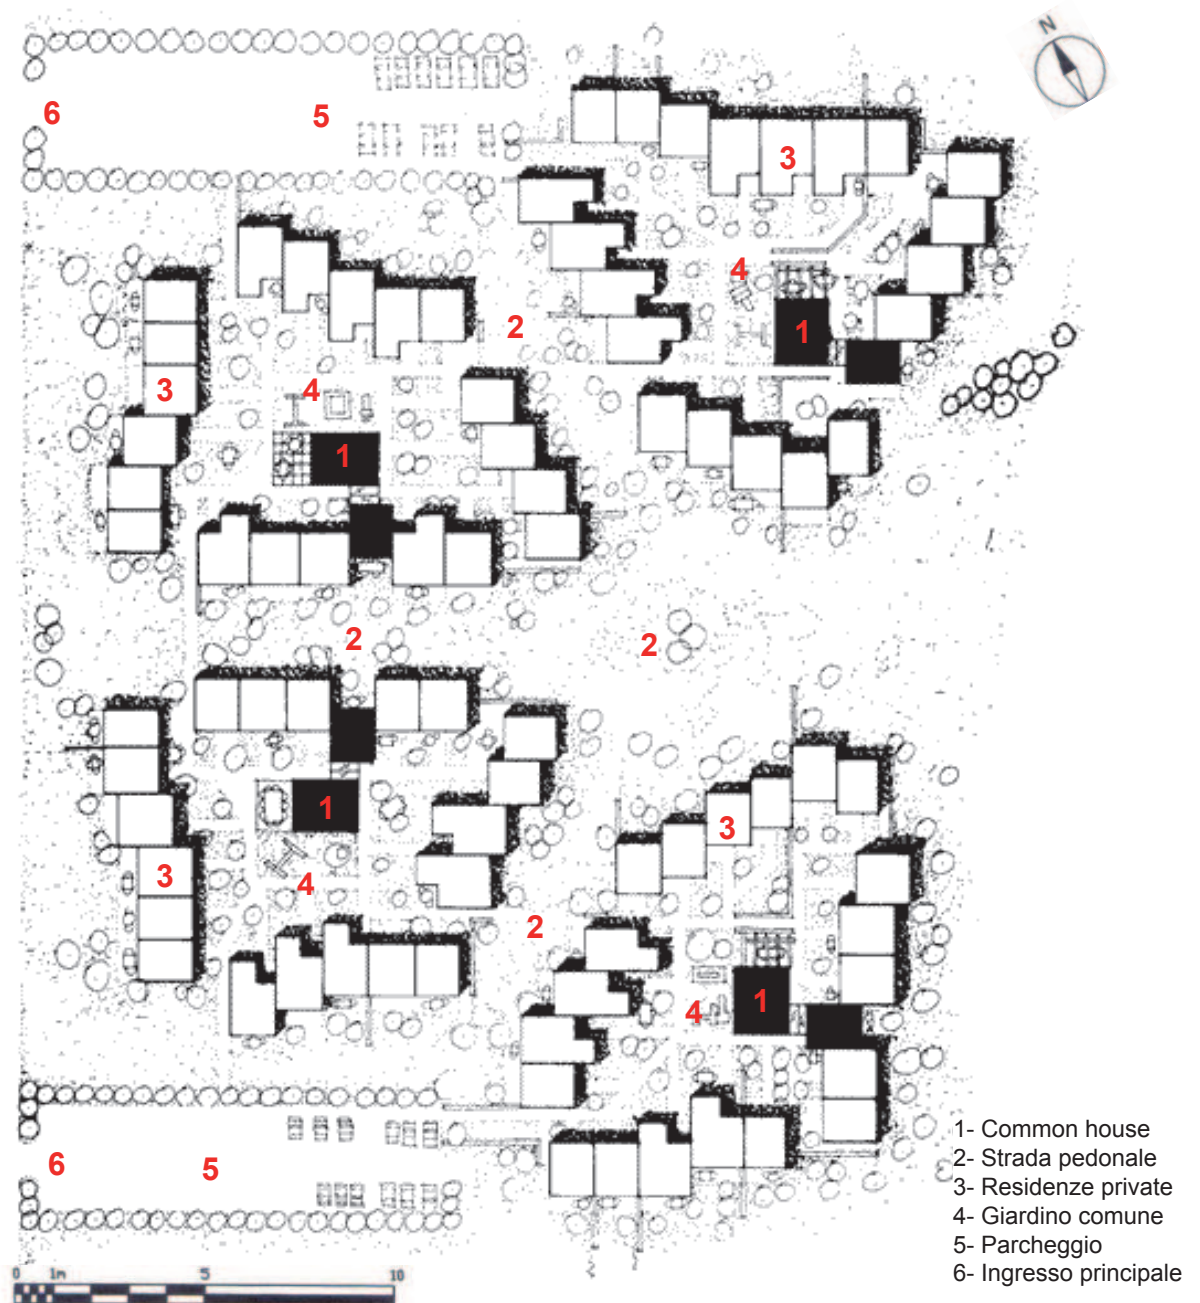 N
6
5
3
4
1
2
3
4
1
2
2
1
3
3
4
2
1
4
6
5
1- Common house
2- Strada pedonale
3- Residenze private
4- Giardino comune
5- Parcheggio
6- Ingresso principale
0 1m 5 10